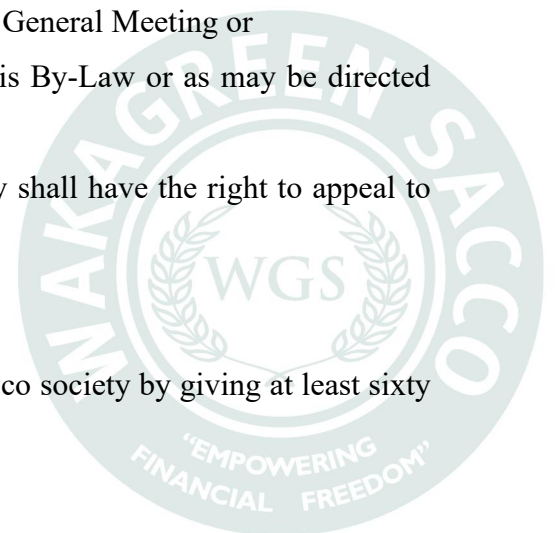 General Meeting or
is By-Law or as may be directed
y shall have the right to appeal to
co society by giving at least sixty
WAKAGREEN SACCO
WGS
"EMPOWERING
FINANCIAL FREEDOM"